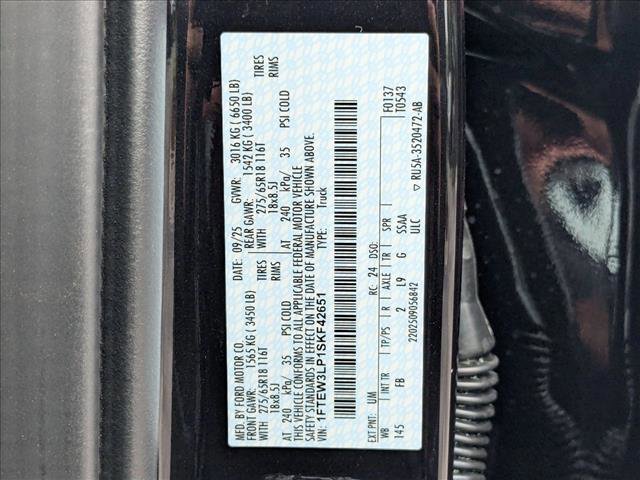 MFD. BY FORD MOTOR CO.
DATE: 09/25 GVWR: 3016 KG ( 6650 LB)
FRONT GAWR: 1565 KG ( 3450 LB) REAR GAWR: 1542 KG ( 3400 LB)
275/65R18 116T TIRES WITH 275/65R18 116T TIRES
18x8.5J RIMS 18x8.5J RIMS
AT 240 kPa/ 35 PSI COLD AT 240 kPa/ 35 PSI COLD
THIS VEHICLE CONFORMS TO ALL APPLICABLE FEDERAL MOTOR VEHICLE
SAFETY STANDARDS IN EFFECT ON THE DATE OF MANUFACTURE SHOWN ABOVE.
VIN: 1FTEW3LP1SKF42651 TYPE: Truck
F0137
T0543
EXT PNT: UM RC: 24 DSO:
WB INT TR TP/PS R AXLE TR SPR
145 FB 2 L9 G SSAA
2202509056842 ULC
▽ RU5A-3520472-AB